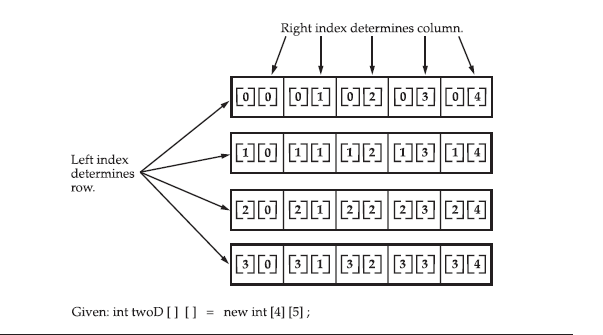 Right index determines column.
[0][0] [0][1] [0][2] [0][3] [0][4]
[1][0] [1][1] [1][2] [1][3] [1][4]
Left index
determines
row.
[2][0] [2][1] [2][2] [2][3] [2][4]
[3][0] [3][1] [3][2] [3][3] [3][4]
Given: int twoD [ ] [ ] = new int [4] [5] ;